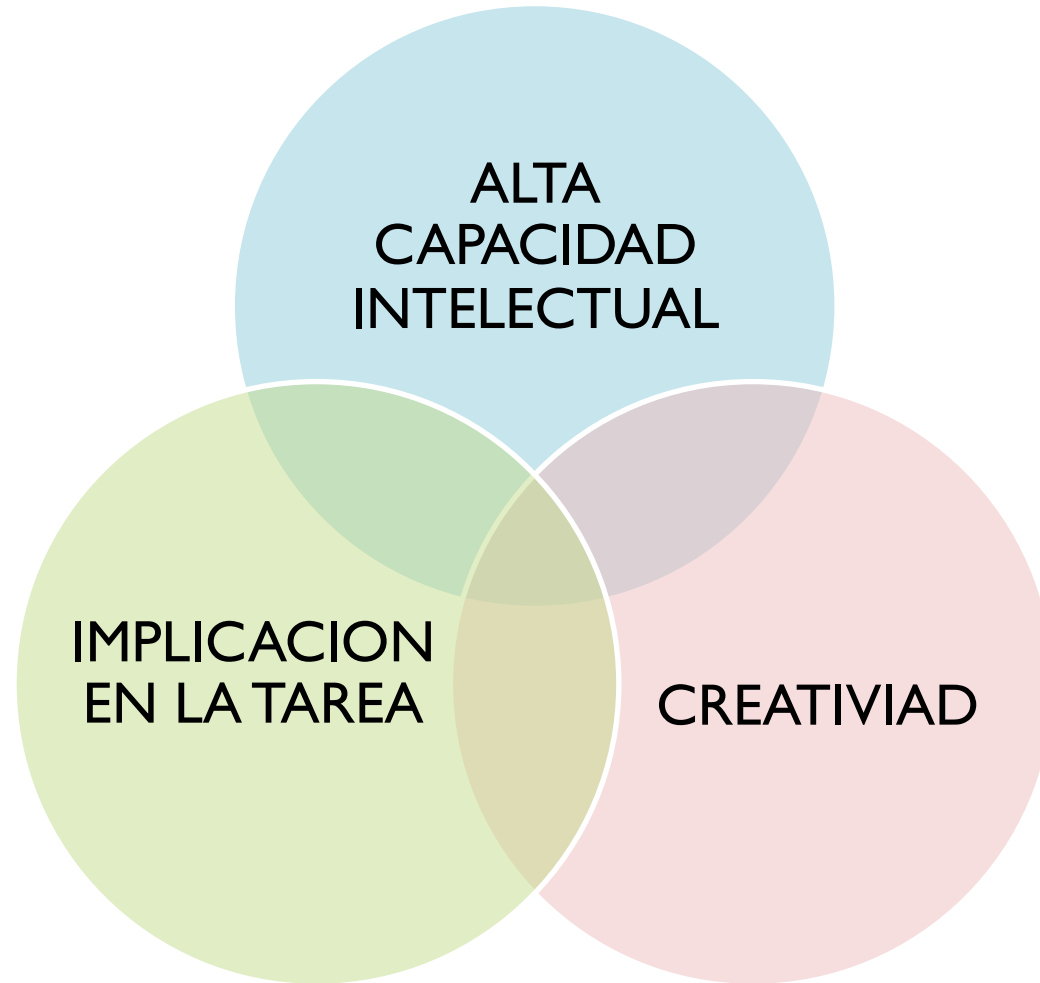 ALTA
CAPACIDAD
INTELECTUAL
IMPLICACION
EN LA TAREA
CREATIVIAD